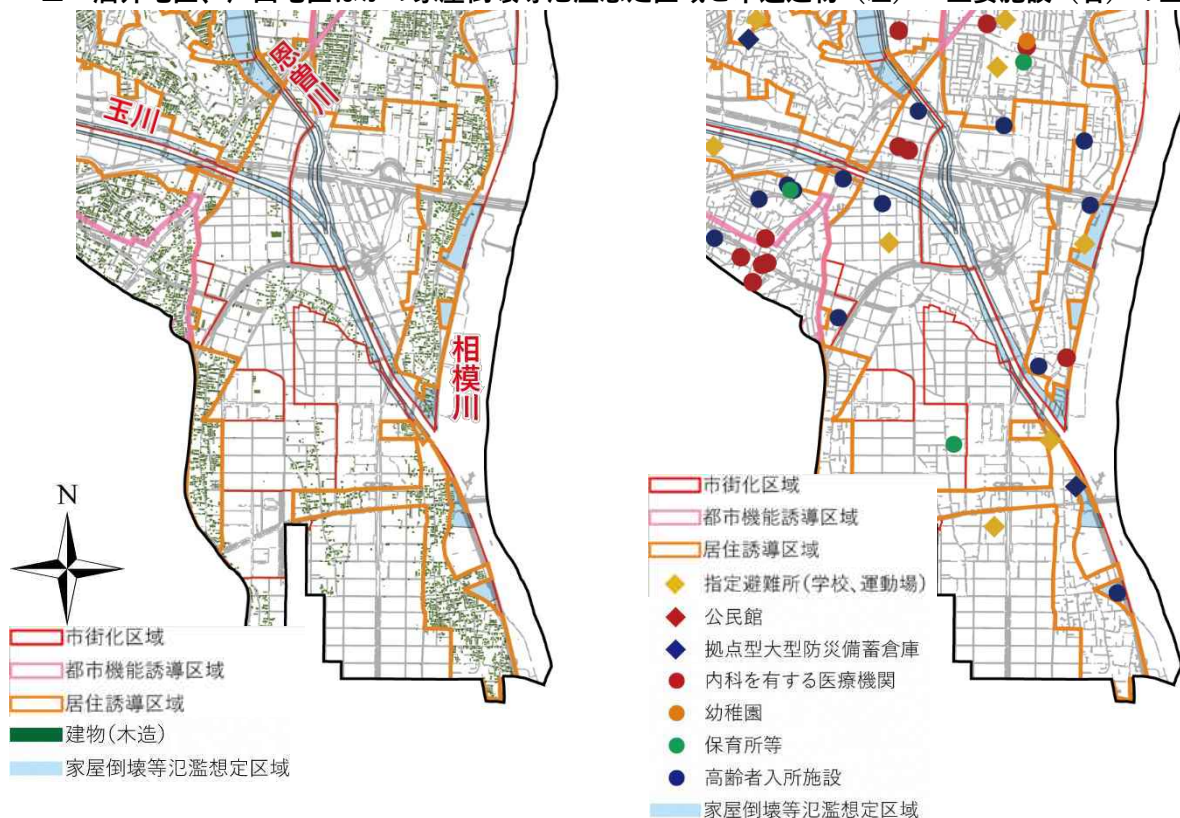 恩曽川
玉川
相模川
N
市街化区域
都市機能誘導区域
居住誘導区域
建物(木造)
家屋倒壊等氾濫想定区域
市街化区域
都市機能誘導区域
居住誘導区域
指定避難所(学校、運動場)
公民館
拠点型大型防災備蓄倉庫
内科を有する医療機関
幼稚園
保育所等
高齢者入所施設
家屋倒壊等氾濫想定区域